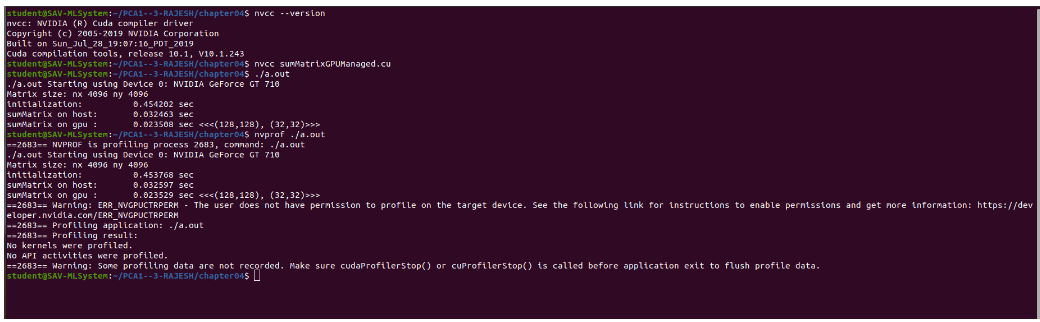 student@SAV-MLSystem:~/PCA1--3-RAJESH/chapter04$ nvcc --version
nvcc: NVIDIA (R) Cuda compiler driver
Copyright (c) 2005-2019 NVIDIA Corporation
Built on Sun_Jul_28_19:07:16_PDT_2019
Cuda compilation tools, release 10.1, V10.1.243
student@SAV-MLSystem:~/PCA1--3-RAJESH/chapter04$ nvcc sumMatrixGPUManaged.cu
student@SAV-MLSystem:~/PCA1--3-RAJESH/chapter04$ ./a.out
./a.out Starting using Device 0: NVIDIA GeForce GT 710
Matrix size: nx 4096 ny 4096
initialization: 0.454202 sec
sumMatrix on host: 0.032463 sec
sumMatrix on gpu : 0.023508 sec <<<(128,128), (32,32)>>>
student@SAV-MLSystem:~/PCA1--3-RAJESH/chapter04$ nvprof ./a.out
==2683== NVPROF is profiling process 2683, command: ./a.out
./a.out Starting using Device 0: NVIDIA GeForce GT 710
Matrix size: nx 4096 ny 4096
initialization: 0.453768 sec
sumMatrix on host: 0.032597 sec
sumMatrix on gpu : 0.023529 sec <<<(128,128), (32,32)>>>
==2683== Warning: ERR_NVGPUCTRPERM - The user does not have permission to profile on the target device. See the following link for instructions to enable permissions and get more information: https://dev
eloper.nvidia.com/ERR_NVGPUCTRPERM
==2683== Profiling application: ./a.out
==2683== Profiling result:
No kernels were profiled.
No API activities were profiled.
==2683== Warning: Some profiling data are not recorded. Make sure cudaProfilerStop() or cuProfilerStop() is called before application exit to flush profile data.
student@SAV-MLSystem:~/PCA1--3-RAJESH/chapter04$